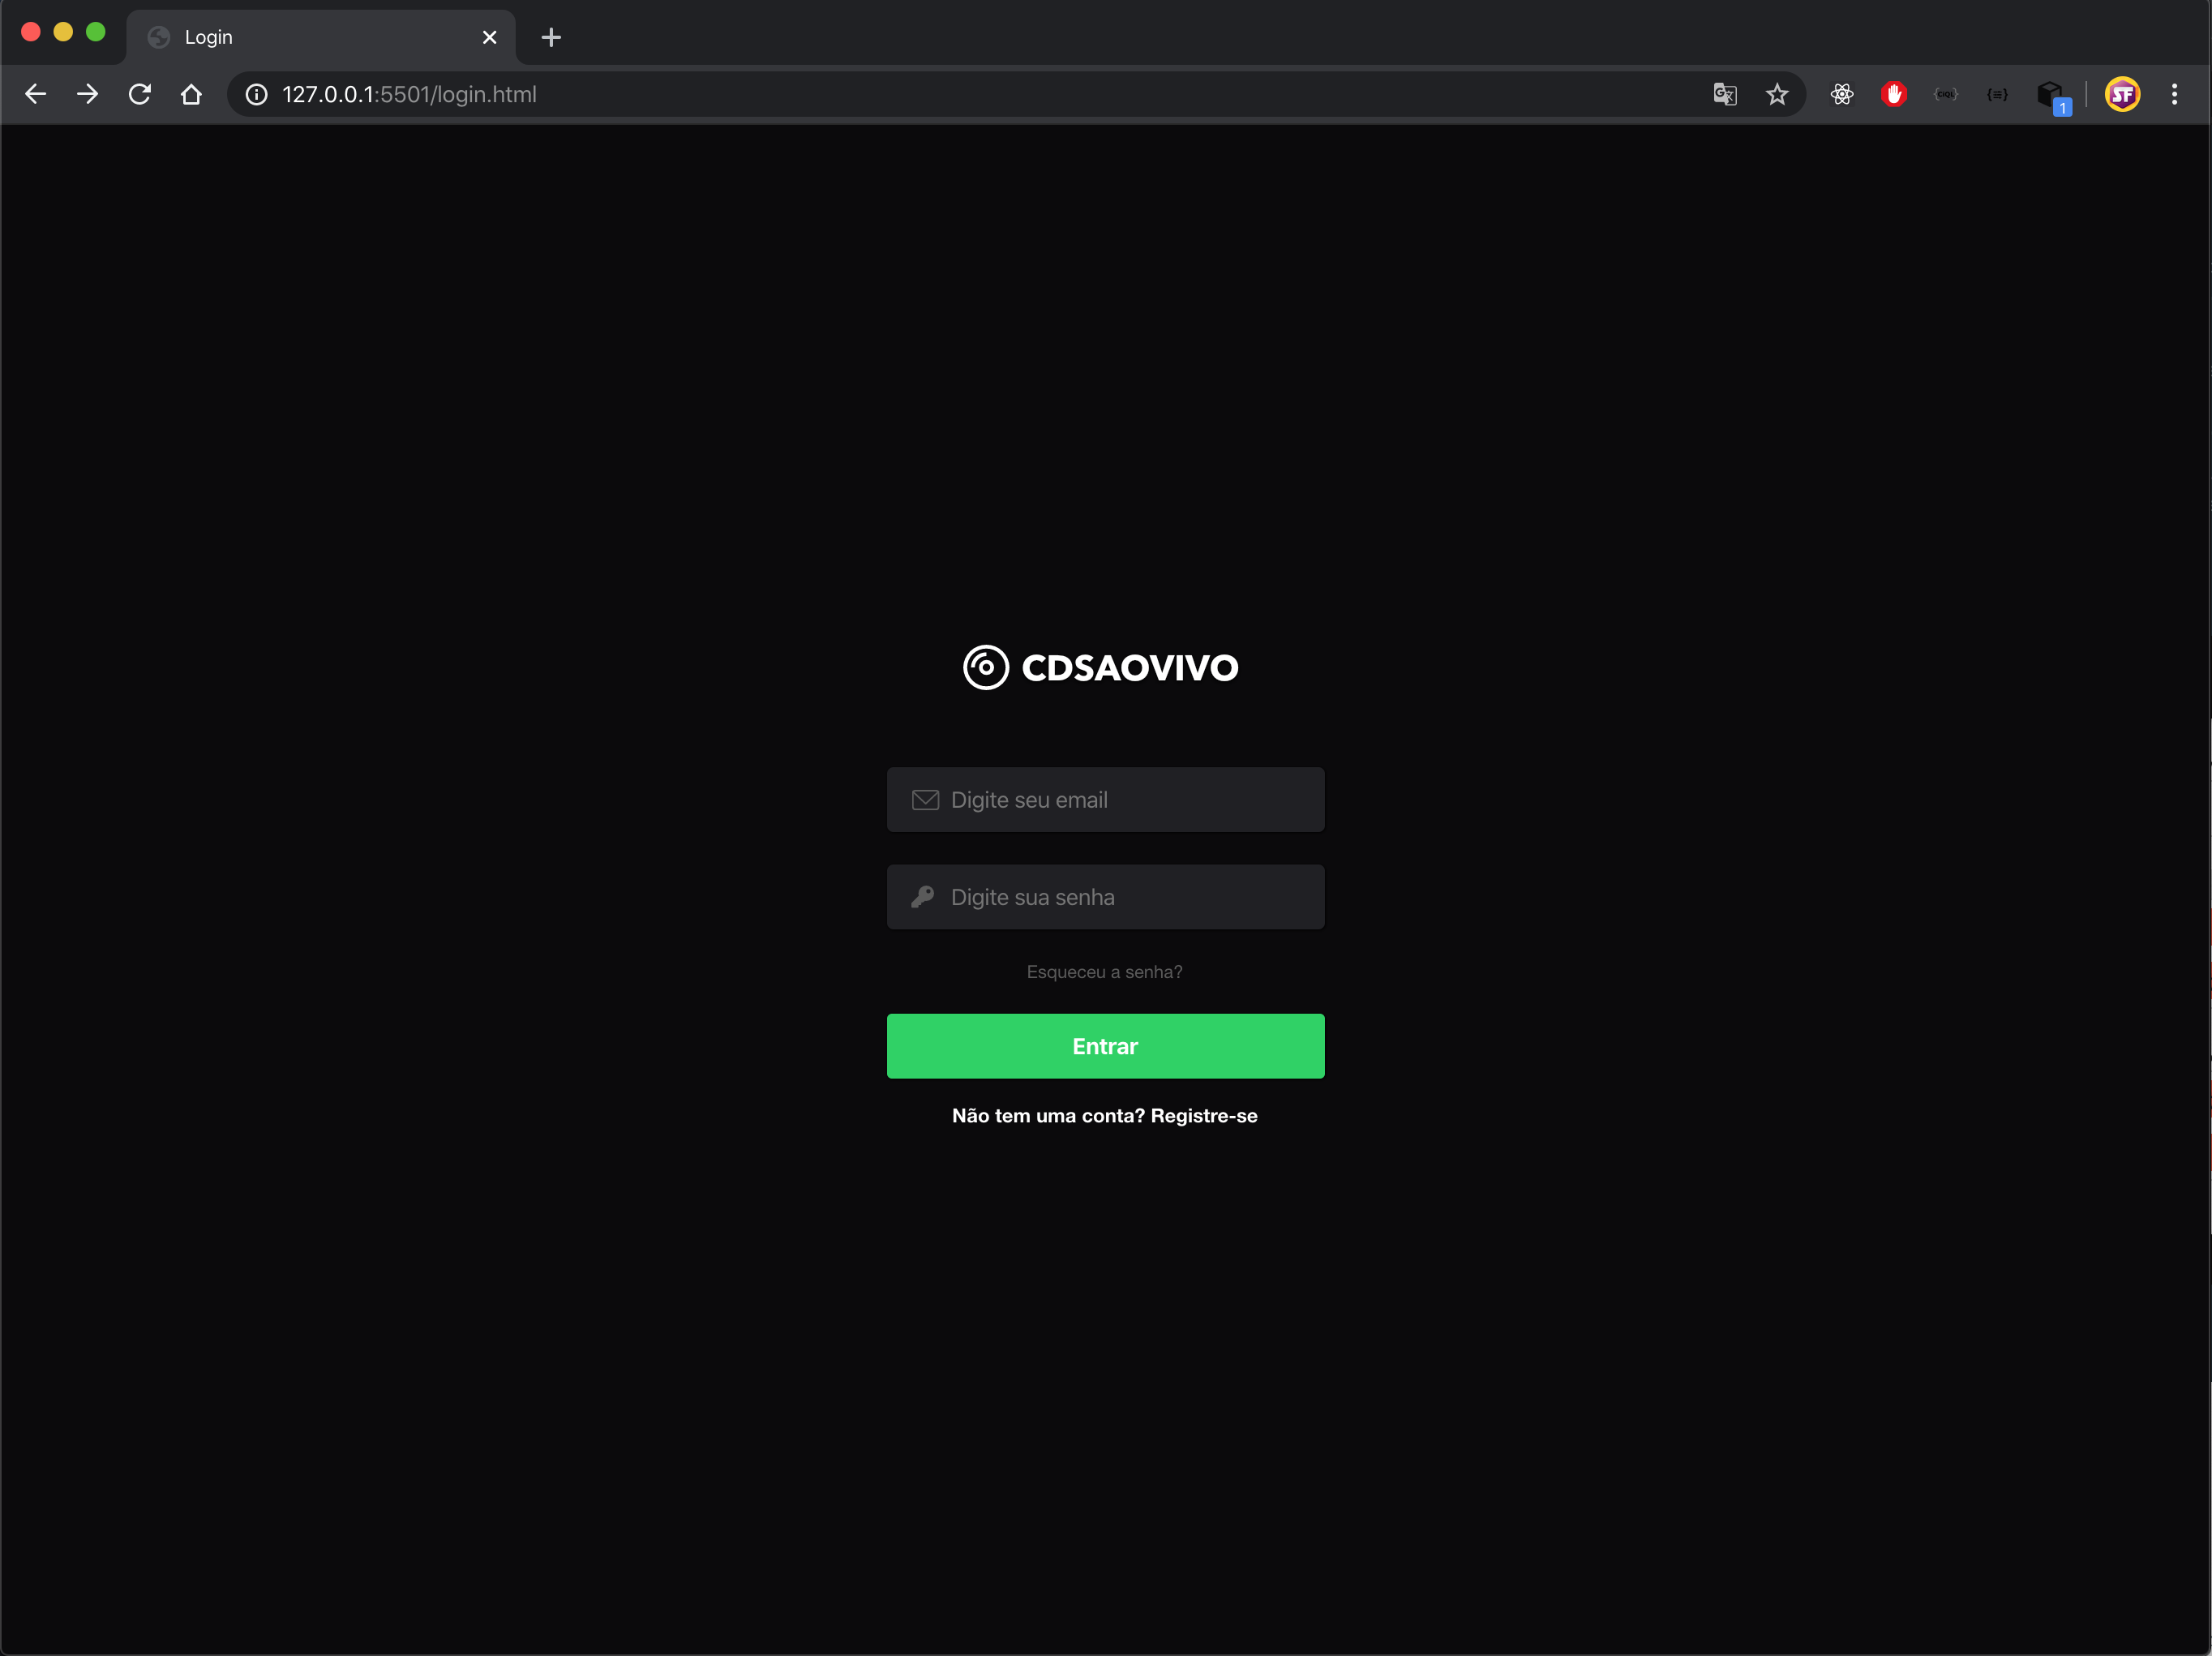 Login
127.0.0.1:5501/login.html
1
SF
CDSAOVIVO
Digite seu email
Digite sua senha
Esqueceu a senha?
Entrar
Não tem uma conta? Registre-se